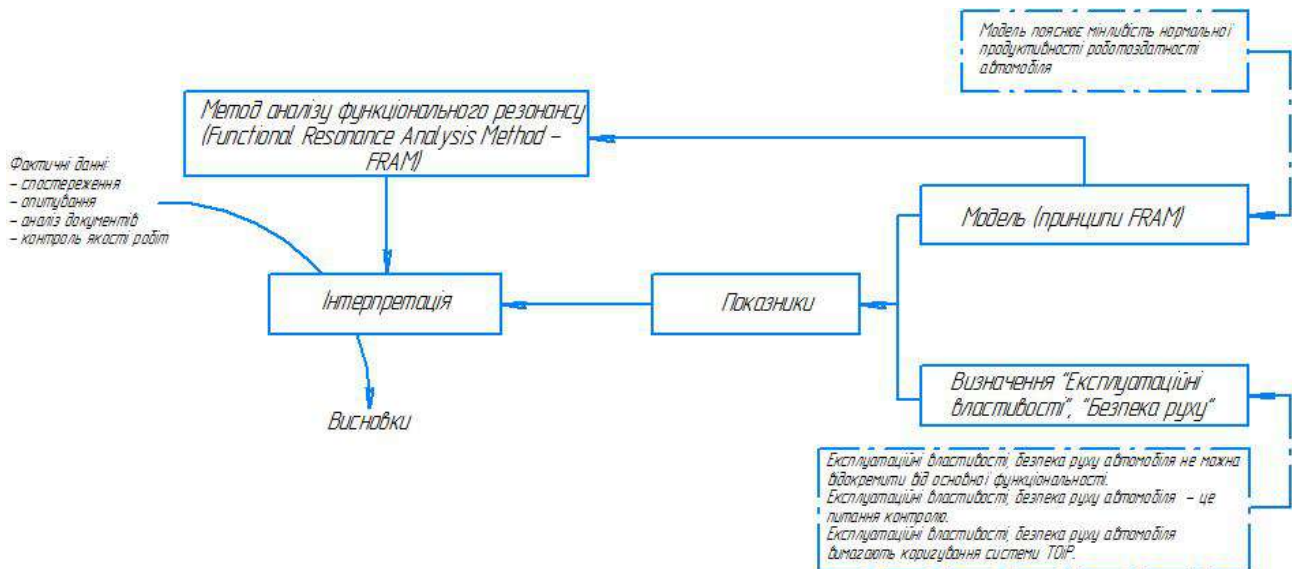 Модель пояснює мінливість нормальної
продуктивності роботоздатності
автомобіля
Метод аналізу функціонального резонансу
(Functional Resonance Analysis Method –
FRAM)
Фактичні данні:
– спостереження
– опитування
– аналіз документів
– контроль якості робіт
Модель (принципи FRAM)
Інтерпретація
Показники
Визначення "Експлуатаційні
властивості", "Безпека руху"
Висновки
Експлуатаційні властивості, безпека руху автомобіля не можна
відокремити від основної функціональності.
Експлуатаційні властивості, безпека руху автомобіля – це
питання контролю.
Експлуатаційні властивості, безпека руху автомобіля
вимагають коригування системи ТОіР.